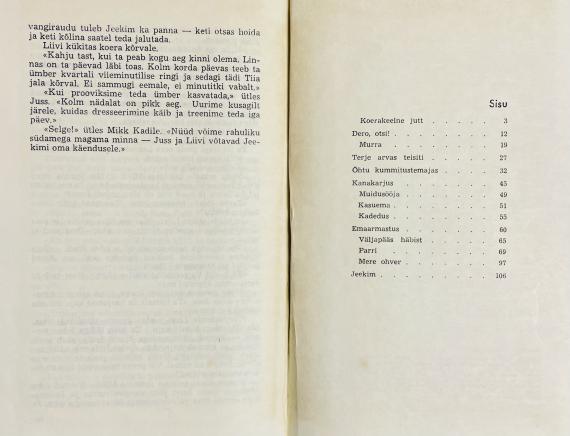 vangiraudu tuleb Jeekim ka panna — keti otsas hoida
ja keti kõlina saatel teda jalutada.
Liivi kükitas koera kõrvale.
«Kahju tast, kui ta peab kogu aeg kinni olema. Lin-
nas on ta päevad läbi toas. Kolm korda päevas teeb ta
ümber kvartali viieminutilise ringi ja sedagi tädi Tiia
jala kõrval. Ei sammugi eemale, ei minutitki vabalt.»
«Kui prooviksime teda ümber kasvatada,» ütles
Juss. «Kolm nädalat on pikk aeg. Uurime kusagilt
järele, kuidas dresseerimine käib ja treenime teda iga
päev.»
«Selge!» ütles Mikk Kadile. «Nüüd võime rahuliku
südamega magama minna — Juss ja Liivi võtavad Jee-
kimi oma käendusele.»
Sisu
Koerakeelne jutt . . . . . 3
Dero, otsi! . . . . . . . . 12
Murra . . . . . . . . 19
Terje arvas teisiti . . . . . 27
Õhtu kummitustemajas . . . . 32
Kanakarjus . . . . . . . 45
Muidusööja . . . . . . . 49
Kasuema . . . . . . . 51
Kadedus . . . . . . . . 55
Emaarmastus . . . . . . . 60
Väljapääs häbist . . . . . 65
Parri . . . . . . . . 69
Mere ohver . . . . . . . 97
Jeekim . . . . . . . . . 106